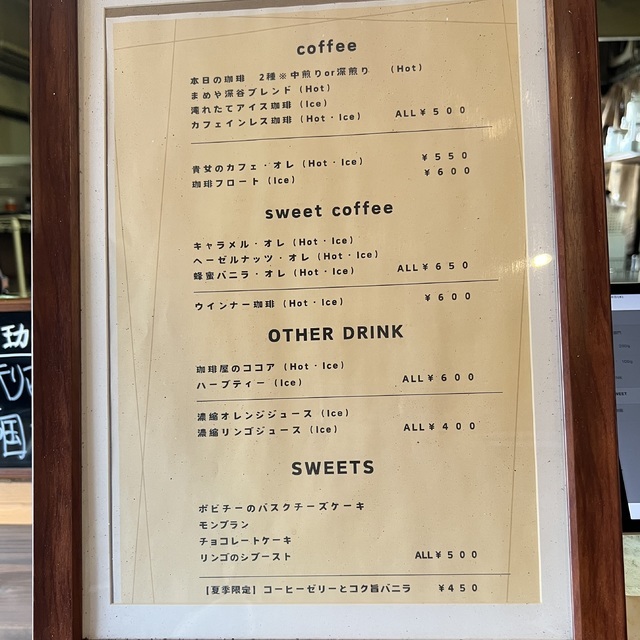 coffee
本日の珈琲 2種※中煎りor深煎り (Hot)
まめや深谷ブレンド (Hot)
淹れたてアイス珈琲 (Ice)
カフェインレス珈琲 (Hot・Ice) ALL¥500
青甘のカフェ・オレ (Hot・Ice) ¥550
珈琲フロート (Ice) ¥600
sweet coffee
キャラメル・オレ (Hot・Ice)
ヘーゼルナッツ・オレ (Hot・Ice)
蜂蜜バニラ・オレ (Hot・Ice) ALL¥650
ウインナー珈琲 (Hot・Ice) ¥600
OTHER DRINK
珈琲屋のココア (Hot・Ice)
ハーブティー (Ice) ALL¥600
濃縮オレンジジュース (Ice)
濃縮リンゴジュース (Ice) ALL¥400
SWEETS
ポピチーのバスクチーズケーキ
モンブラン
チョコレートケーキ
リンゴのシブースト ALL¥500
[夏季限定] コーヒーゼリーとコク旨バニラ ¥450